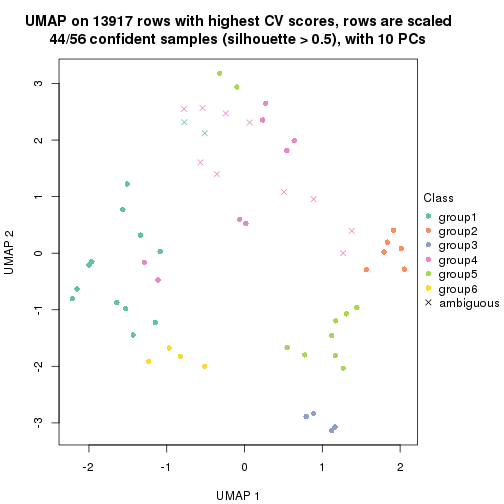 UMAP on 13917 rows with highest CV scores, rows are scaled
44/56 confident samples (silhouette > 0.5), with 10 PCs
3
2
1
0
-1
-2
-3
UMAP 2
-2
-1
0
1
2
UMAP 1
Class
group1
group2
group3
group4
group5
group6
ambiguous